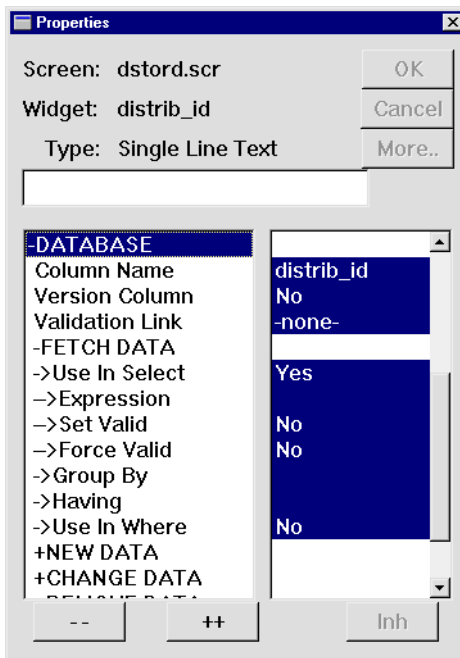 Properties
Screen: dstord.scr
OK
Widget: distrib_id
Cancel
Type: Single Line Text
More..
-DATABASE
Column Name distrib_id
Version Column No
Validation Link -none-
-FETCH DATA
->Use In Select Yes
–>Expression
–>Set Valid No
–>Force Valid No
->Group By
->Having
->Use In Where No
+NEW DATA
+CHANGE DATA
--
++
Inh